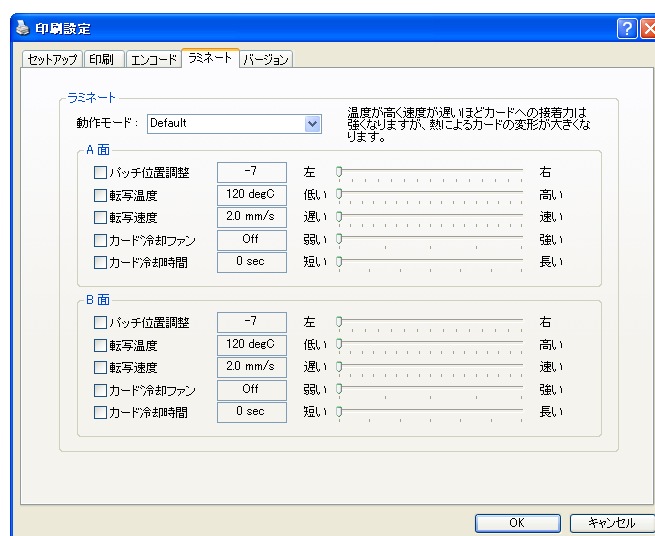 印刷設定
セットアップ 印刷 エンコード ラミネート バージョン
ラミネート
動作モード: Default
温度が高く速度が遅いほどカードへの接着力は
強くなりますが、熱によるカードの変形が大きくな
ります。
A 面
パッチ位置調整 -7 左 右
転写温度 120 degC 低い 高い
転写速度 2.0 mm/s 遅い 速い
カード冷却ファン Off 弱い 強い
カード冷却時間 0 sec 短い 長い
B 面
パッチ位置調整 -7 左 右
転写温度 120 degC 低い 高い
転写速度 2.0 mm/s 遅い 速い
カード冷却ファン Off 弱い 強い
カード冷却時間 0 sec 短い 長い
OK キャンセル